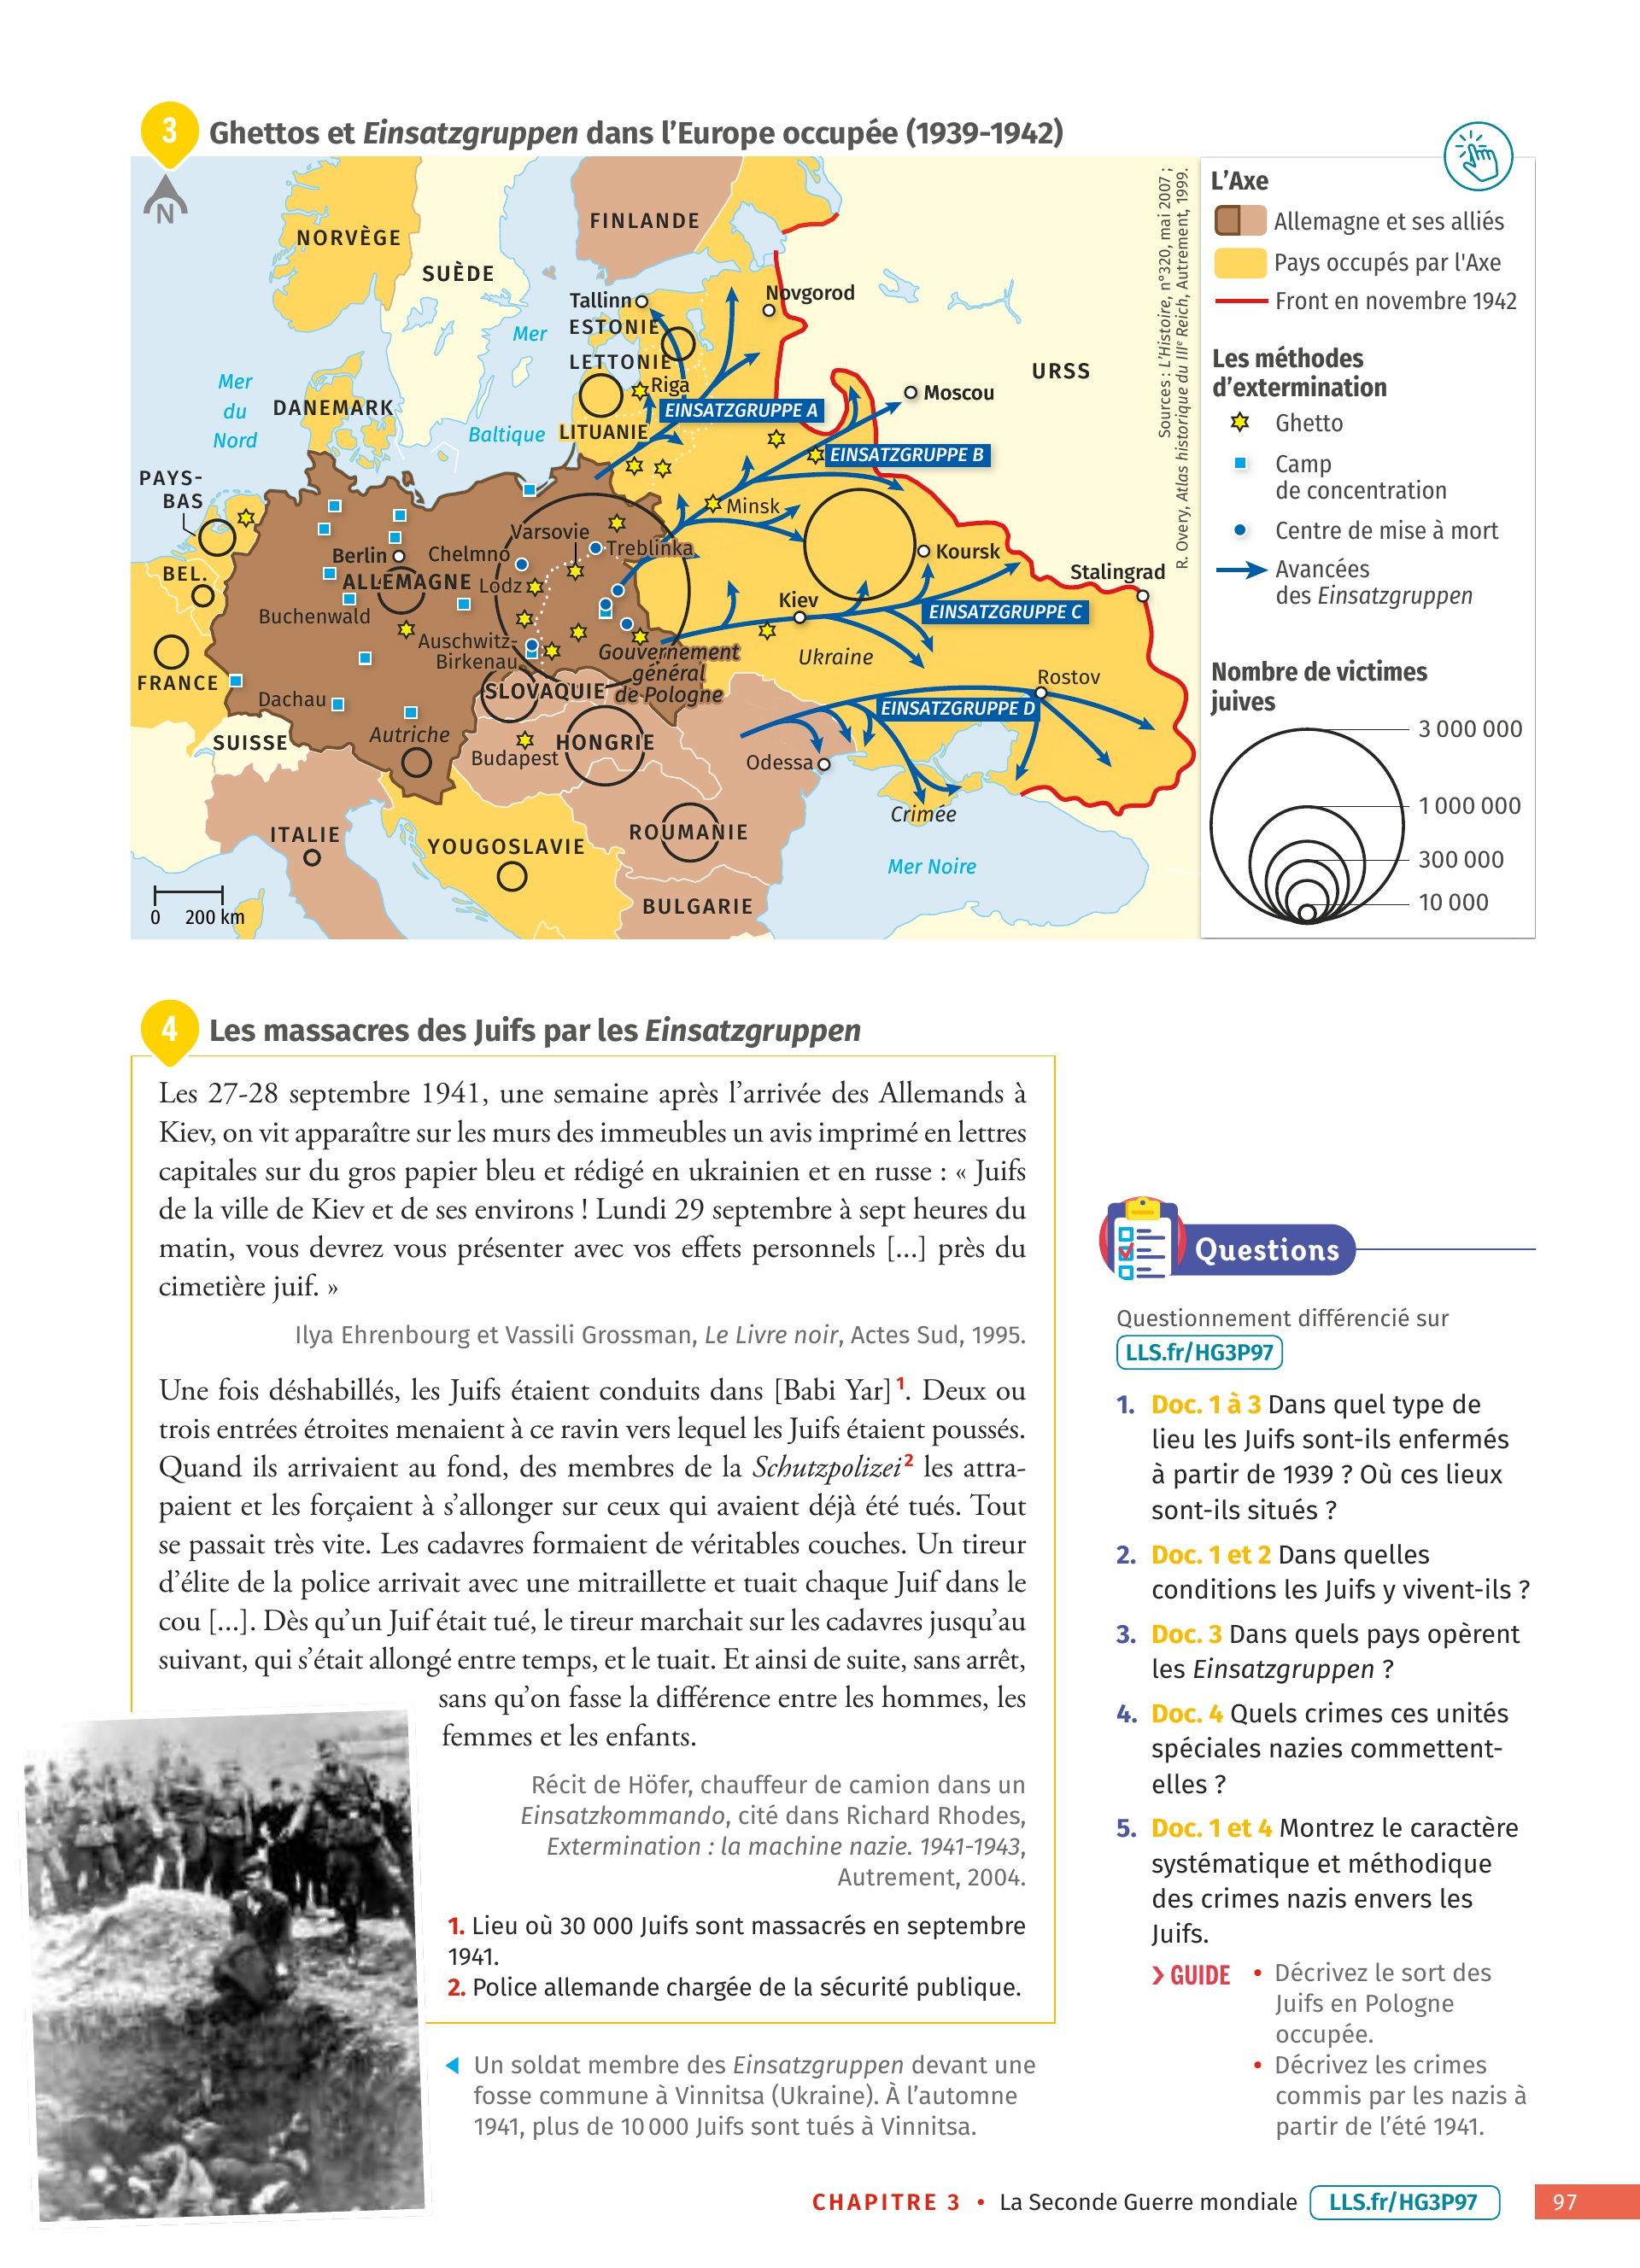 3
Ghettos et Einsatzgruppen dans l'Europe occupée (1939-1942)
N
NORVÈGE
SUÈDE
FINLANDE
Tallinn
ESTONIE
LETTONIE
Riga
Novgorod
Mer
Baltique
Mer
du
Nord
DANEMARK
LITUANIE
EINSATZGRUPPE A
Moscou
URSS
EINSATZGRUPPE B
PAYS-
BAS
Minsk
Varsovie
Treblinka
Berlin
Chelmno
Koursk
BEL.
ALLEMAGNE
Lodz
Stalingrad
Buchenwald
Kiev
EINSATZGRUPPE C
Auschwitz-
Birkenau
Gouvernement
général
de Pologne
Ukraine
FRANCE
SLOVAQUIE
Rostov
Dachau
EINSATZGRUPPE D
SUISSE
Autriche
Budapest
HONGRIE
Odessa
Crimée
ITALIE
YOUGOSLAVIE
ROUMANIE
Mer Noire
BULGARIE
0 200 km
Sources : L'Histoire, n°320, mai 2007 ;
R. Overy, Atlas historique du IIIe Reich, Autrement, 1999.
L'Axe
Allemagne et ses alliés
Pays occupés par l'Axe
Front en novembre 1942
Les méthodes
d'extermination
Ghetto
Camp
de concentration
Centre de mise à mort
Avancées
des Einsatzgruppen
Nombre de victimes
juives
3 000 000
1 000 000
300 000
10 000
4
Les massacres des Juifs par les Einsatzgruppen
Les 27-28 septembre 1941, une semaine après l'arrivée des Allemands à
Kiev, on vit apparaître sur les murs des immeubles un avis imprimé en lettres
capitales sur du gros papier bleu et rédigé en ukrainien et en russe : « Juifs
de la ville de Kiev et de ses environs ! Lundi 29 septembre à sept heures du
matin, vous devrez vous présenter avec vos effets personnels [...] près du
cimetière juif. »
Ilya Ehrenbourg et Vassili Grossman, Le Livre noir, Actes Sud, 1995.
Une fois déshabillés, les Juifs étaient conduits dans [Babi Yar] 1. Deux ou
trois entrées étroites menaient à ce ravin vers lequel les Juifs étaient poussés.
Quand ils arrivaient au fond, des membres de la Schutzpolizei 2 les attra-
paient et les forçaient à s'allonger sur ceux qui avaient déjà été tués. Tout
se passait très vite. Les cadavres formaient de véritables couches. Un tireur
d'élite de la police arrivait avec une mitraillette et tuait chaque Juif dans le
cou [...]. Dès qu'un Juif était tué, le tireur marchait sur les cadavres jusqu'au
suivant, qui s'était allongé entre temps, et le tuait. Et ainsi de suite, sans arrêt,
sans qu'on fasse la différence entre les hommes, les
femmes et les enfants.
Récit de Höfer, chauffeur de camion dans un
Einsatzkommando, cité dans Richard Rhodes,
Extermination : la machine nazie. 1941-1943,
Autrement, 2004.
1. Lieu où 30 000 Juifs sont massacrés en septembre
1941.
2. Police allemande chargée de la sécurité publique.
Un soldat membre des Einsatzgruppen devant une
fosse commune à Vinnitsa (Ukraine). À l'automne
1941, plus de 10 000 Juifs sont tués à Vinnitsa.
Questions
Questionnement différencié sur
LLS.fr/HG3P97
1. Doc. 1 à 3 Dans quel type de
lieu les Juifs sont-ils enfermés
à partir de 1939 ? Où ces lieux
sont-ils situés ?
2. Doc. 1 et 2 Dans quelles
conditions les Juifs y vivent-ils ?
3. Doc. 3 Dans quels pays opèrent
les Einsatzgruppen ?
4. Doc. 4 Quels crimes ces unités
spéciales nazies commettent-
elles ?
5. Doc. 1 et 4 Montrez le caractère
systématique et méthodique
des crimes nazis envers les
Juifs.
GUIDE • Décrivez le sort des
Juifs en Pologne
occupée.
• Décrivez les crimes
commis par les nazis à
partir de l'été 1941.
CHAPITRE 3 • La Seconde Guerre mondiale LLS.fr/HG3P97 97